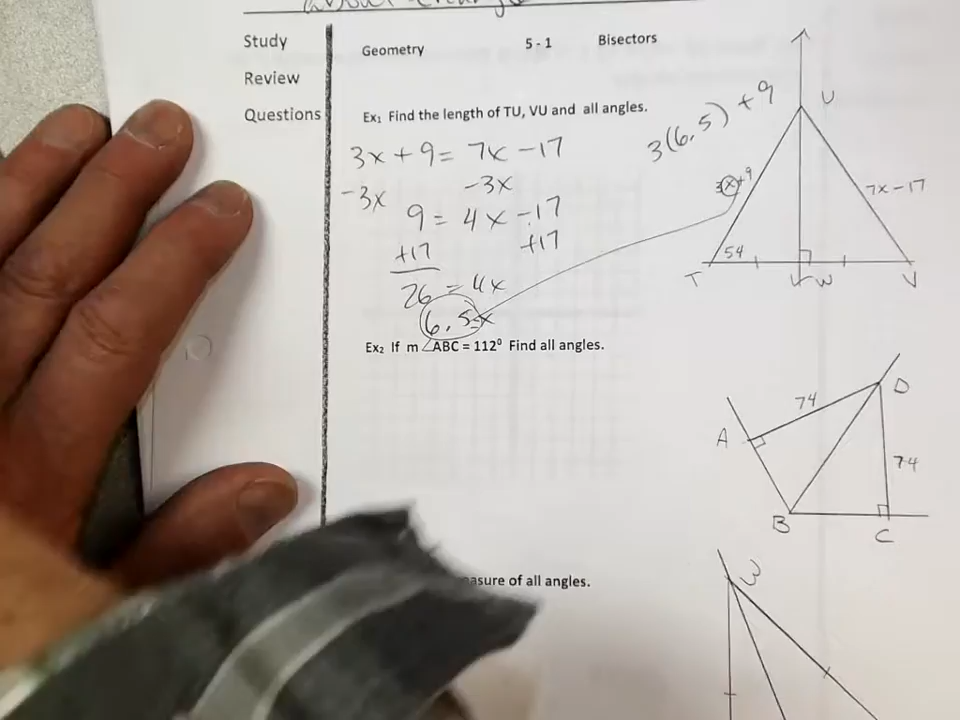 Study
Review
Questions
Geometry 5 - 1 Bisectors
Ex1 Find the length of TU, VU and all angles.
3x + 9 = 7x - 17
-3x -3x
9 = 4x - 17
+17 +17
26 = 4x
6.5 = x
3(6.5) + 9
U
3x+9
7x - 17
54
T
W
V
Ex2 If m ∠ABC = 112⁰ Find all angles.
74
D
A
74
B
C
measure of all angles.
W